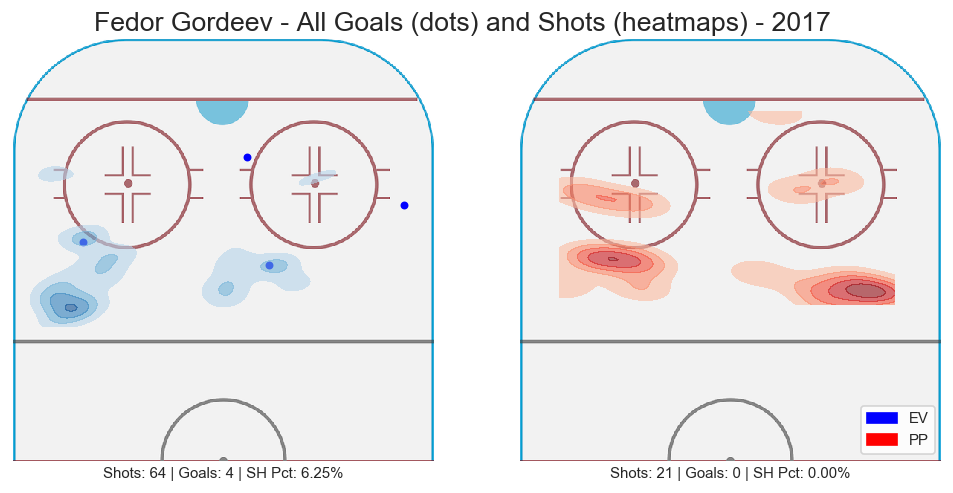 Fedor Gordeev - All Goals (dots) and Shots (heatmaps) - 2017
EV
PP
Shots: 64 | Goals: 4 | SH Pct: 6.25%
Shots: 21 | Goals: 0 | SH Pct: 0.00%